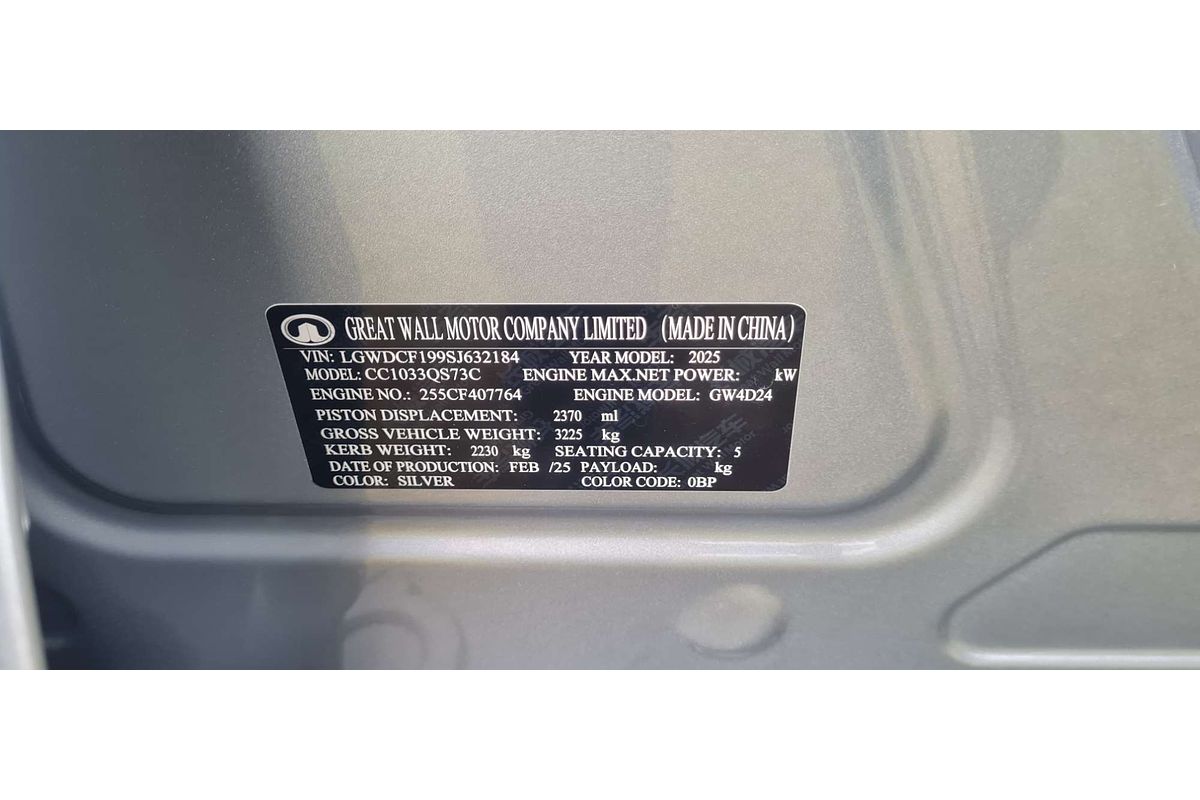 GREAT WALL MOTOR COMPANY LIMITED (MADE IN CHINA)
VIN: LGWDCF199SJ632184 YEAR MODEL: 2025
MODEL: CC1033QS73C ENGINE MAX.NET POWER: kW
ENGINE NO.: 255CF407764 ENGINE MODEL: GW4D24
PISTON DISPLACEMENT: 2370 ml
GROSS VEHICLE WEIGHT: 3225 kg
KERB WEIGHT: 2230 kg SEATING CAPACITY: 5
DATE OF PRODUCTION: FEB /25 PAYLOAD: kg
COLOR: SILVER COLOR CODE: 0BP